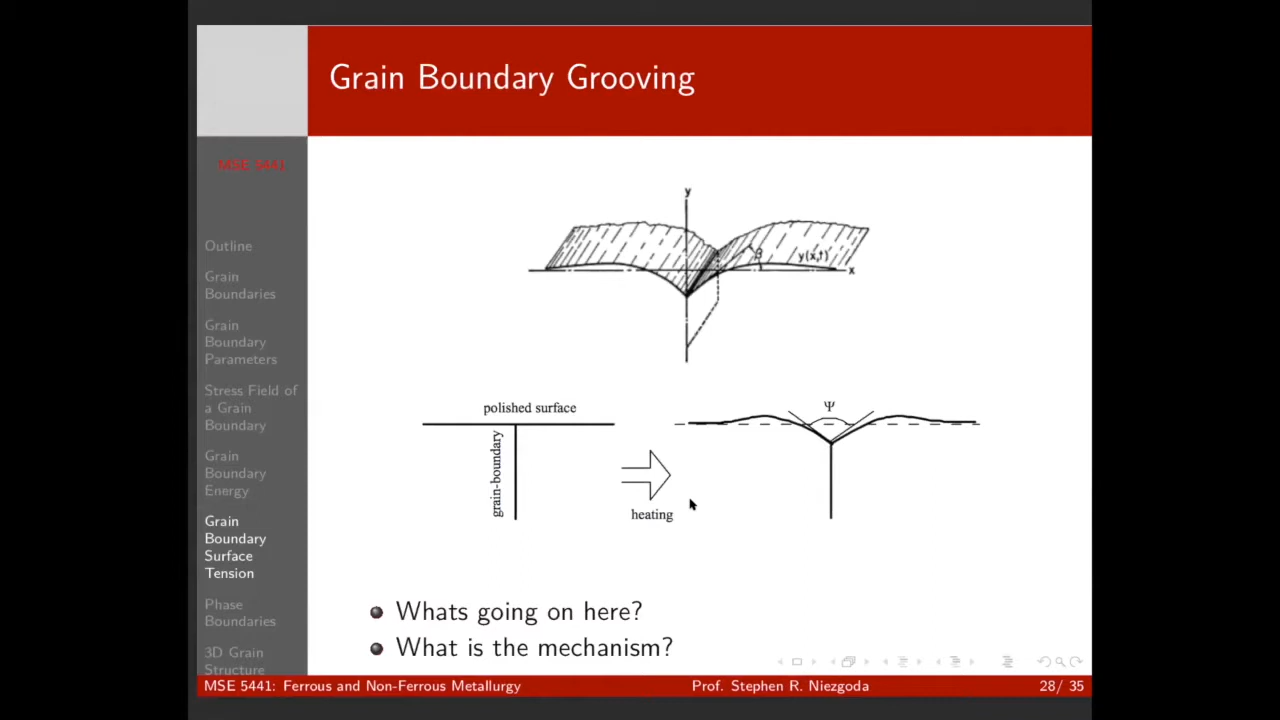 Grain Boundary Grooving
MSE 5441
Outline
Grain
Boundaries
Grain
Boundary
Parameters
Stress Field of
a Grain
Boundary
Grain
Boundary
Energy
Grain
Boundary
Surface
Tension
Phase
Boundaries
3D Grain
Structure
y
β
y(x,t)
x
polished surface
grain-boundary
heating
Ψ
Whats going on here?
What is the mechanism?
MSE 5441: Ferrous and Non-Ferrous Metallurgy
Prof. Stephen R. Niezgoda
28/ 35